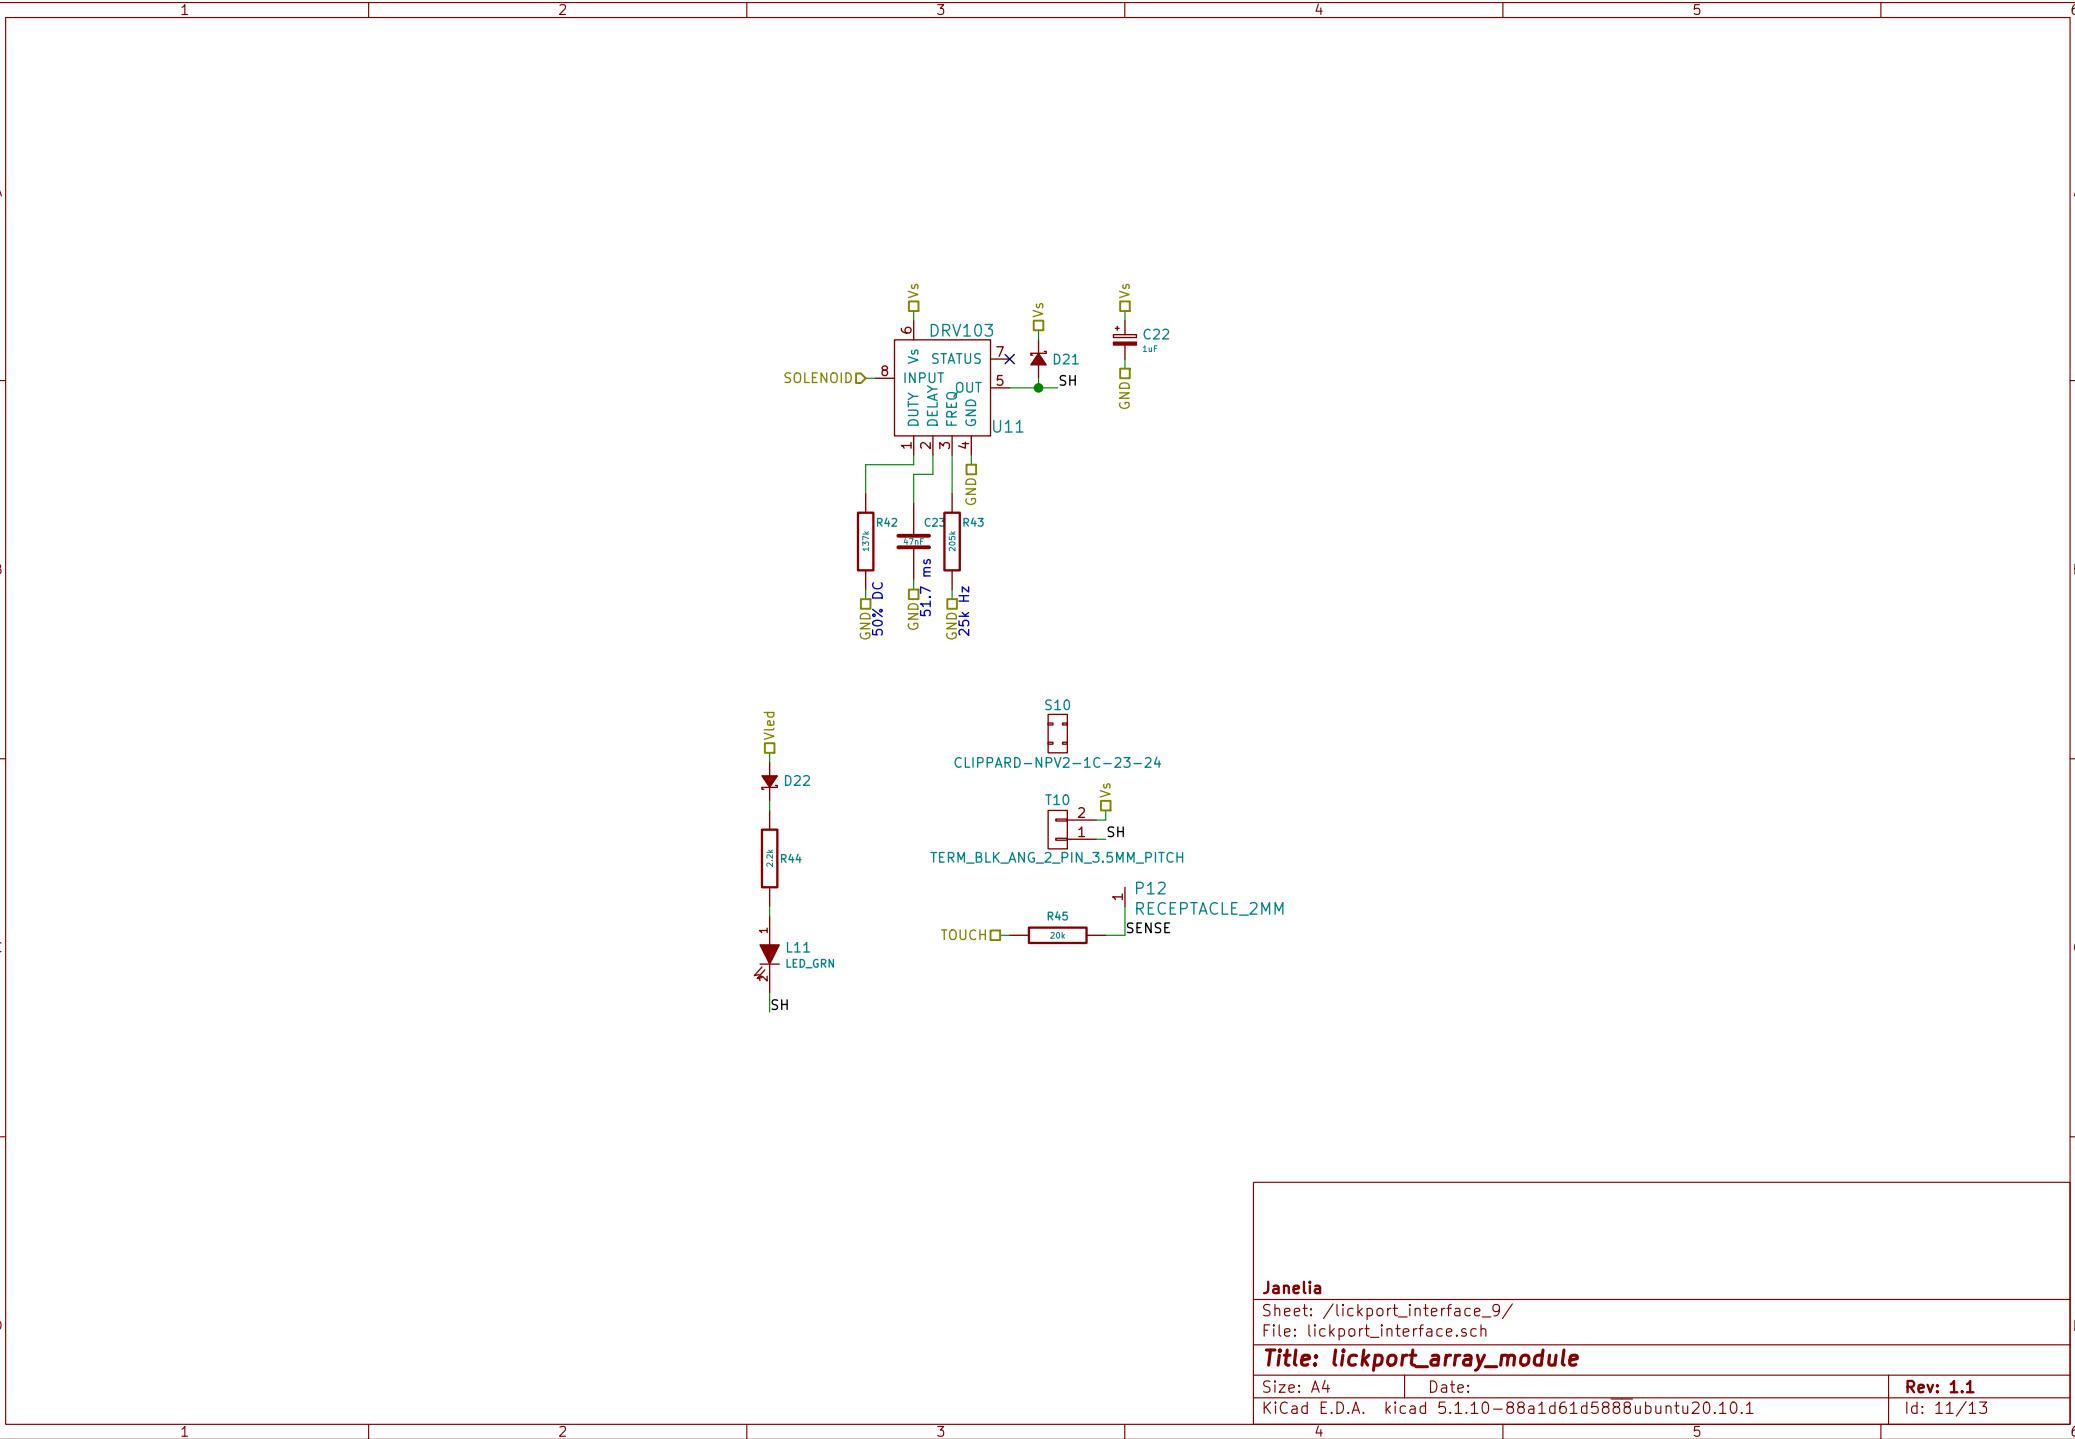 1 2 3 4 5 6
Vs
Vs
Vs
6
DRV103
C22
1uF
Vs
STATUS
7
D21
SOLENOID
8
INPUT
5
OUT
SH
GND
DUTY
DELAY
FREQ
GND
U11
1
2
3
4
GND
R42
137k
C23
47nF
R43
205k
GND
50% DC
GND
51.7 ms
GND
25k Hz
Vled
S10
CLIPPARD-NPV2-1C-23-24
D22
Vs
T10
2
1
SH
TERM_BLK_ANG_2_PIN_3.5MM_PITCH
2.2k
R44
1
P12
RECEPTACLE_2MM
R45
TOUCH
20k
SENSE
1
L11
LED_GRN
2
SH
Janelia
Sheet: /lickport_interface_9/
File: lickport_interface.sch
Title: lickport_array_module
Size: A4
Date:
Rev: 1.1
KiCad E.D.A. kicad 5.1.10-88a1d61d5888ubuntu20.10.1
Id: 11/13
1 2 3 4 5 6